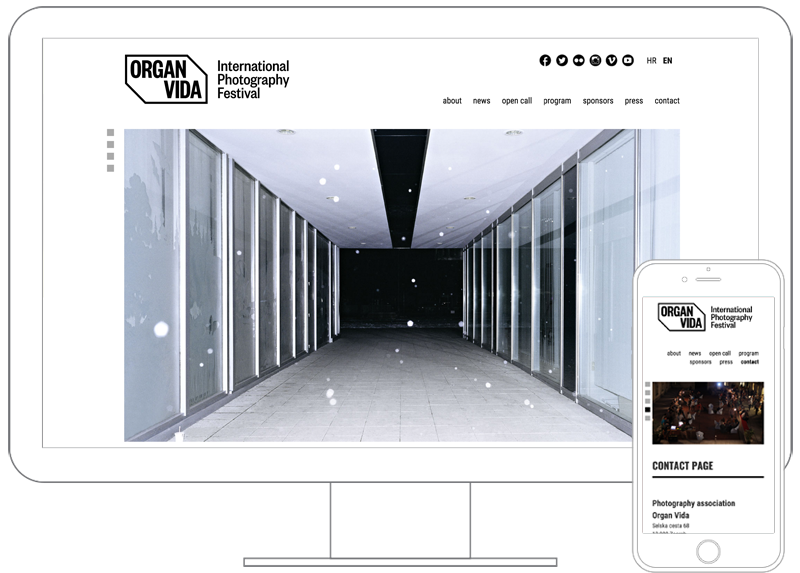 ORGAN
VIDA
International
Photography
Festival
HR EN
about news open call program sponsors press contact
ORGAN
VIDA
International
Photography
Festival
about news open call program
sponsors press contact
CONTACT PAGE
Photography association
Organ Vida
Selska cesta 68